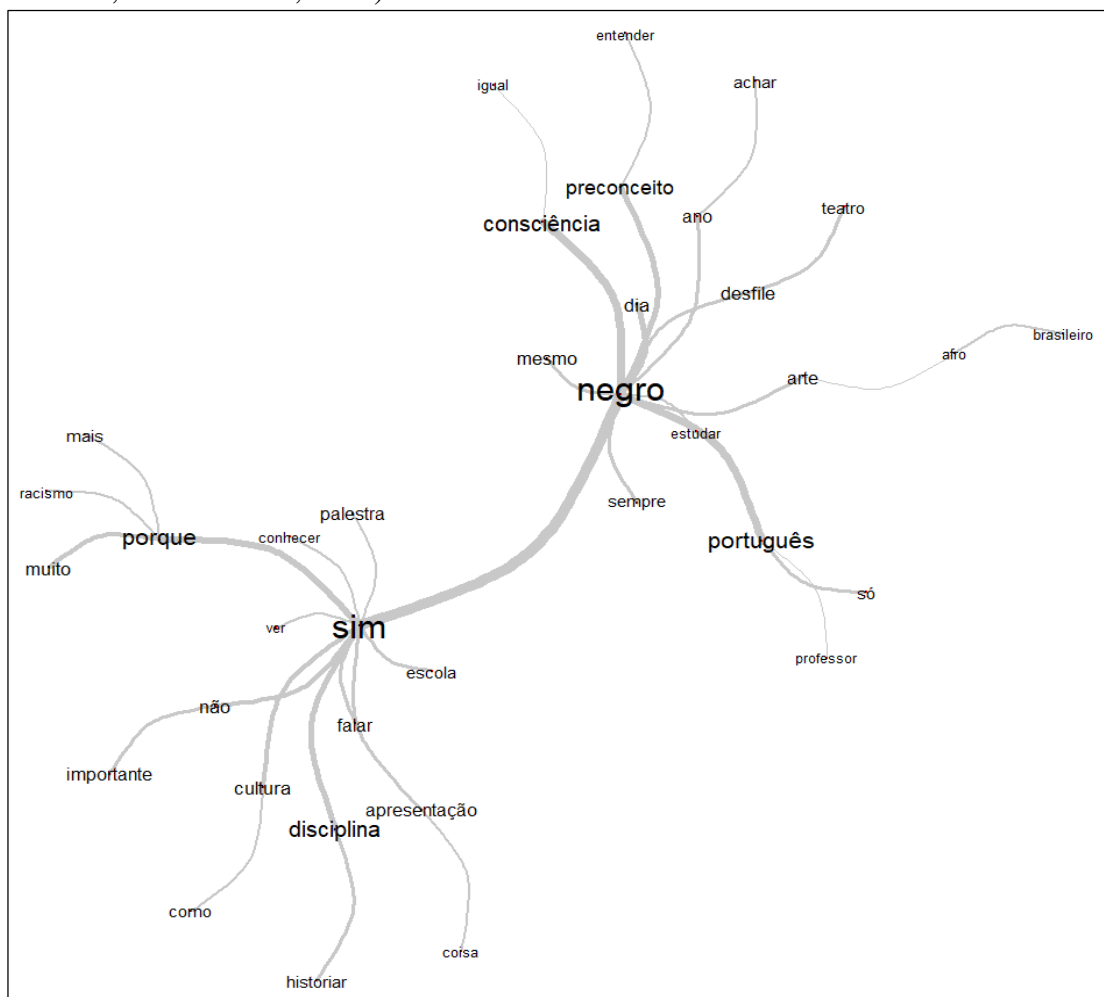 entender
igual
achar
preconceito
consciência
ano
teatro
dia
desfile
brasileiro
mesmo
afro
negro
arte
estudar
mais
racismo
sempre
palestra
porque
conhecer
português
muito
só
ver
sim
professor
escola
não
falar
importante
cultura
apresentação
disciplina
como
coisa
historiar